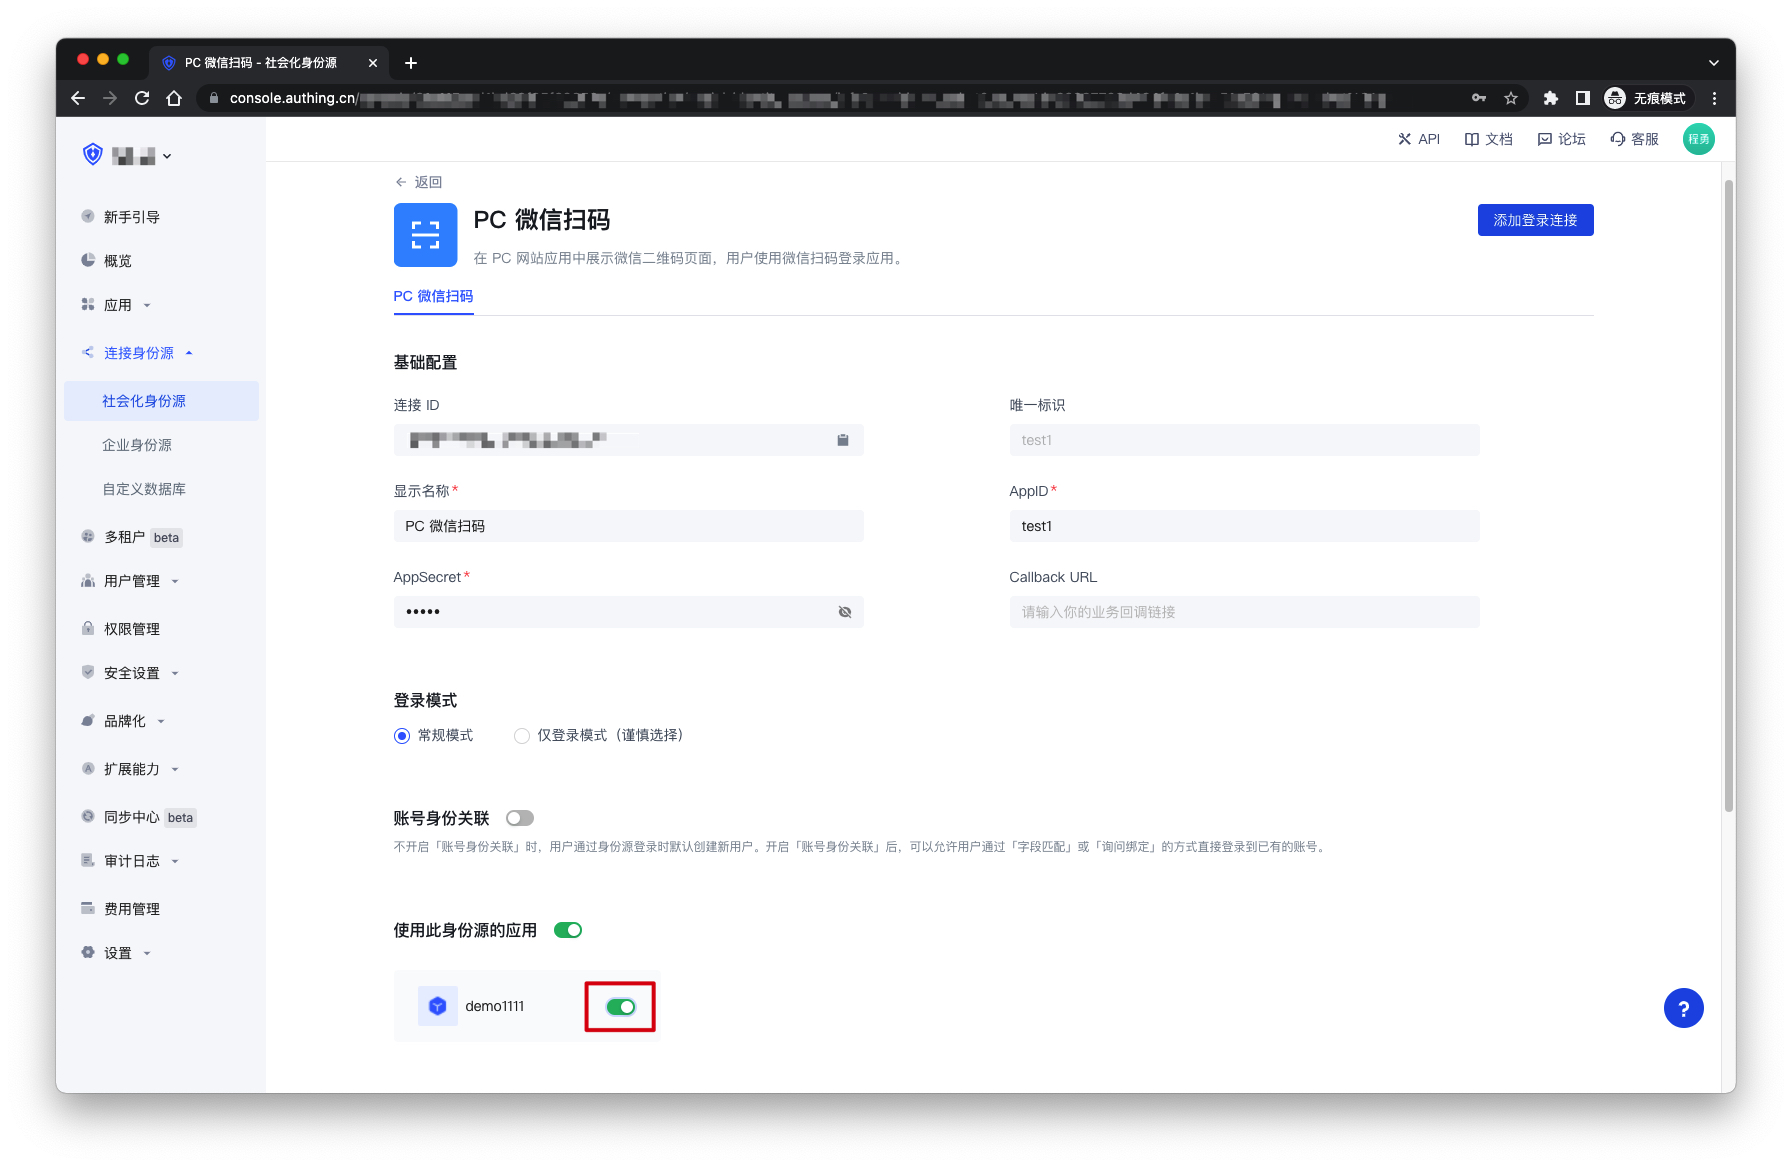 PC 微信扫码 - 社会化身份源
console.authing.cn/
无痕模式
API
文档
论坛
客服
程勇
新手引导
概览
应用
连接身份源
社会化身份源
企业身份源
自定义数据库
多租户 beta
用户管理
权限管理
安全设置
品牌化
扩展能力
同步中心 beta
审计日志
费用管理
设置
返回
PC 微信扫码
添加登录连接
在 PC 网站应用中展示微信二维码页面，用户使用微信扫码登录应用。
PC 微信扫码
基础配置
连接 ID
唯一标识
test1
显示名称*
AppID*
PC 微信扫码
test1
AppSecret*
Callback URL
•••••
请输入你的业务回调链接
登录模式
常规模式
仅登录模式（谨慎选择）
账号身份关联
不开启「账号身份关联」时，用户通过身份源登录时默认创建新用户。开启「账号身份关联」后，可以允许用户通过「字段匹配」或「询问绑定」的方式直接登录到已有的账号。
使用此身份源的应用
demo1111
?